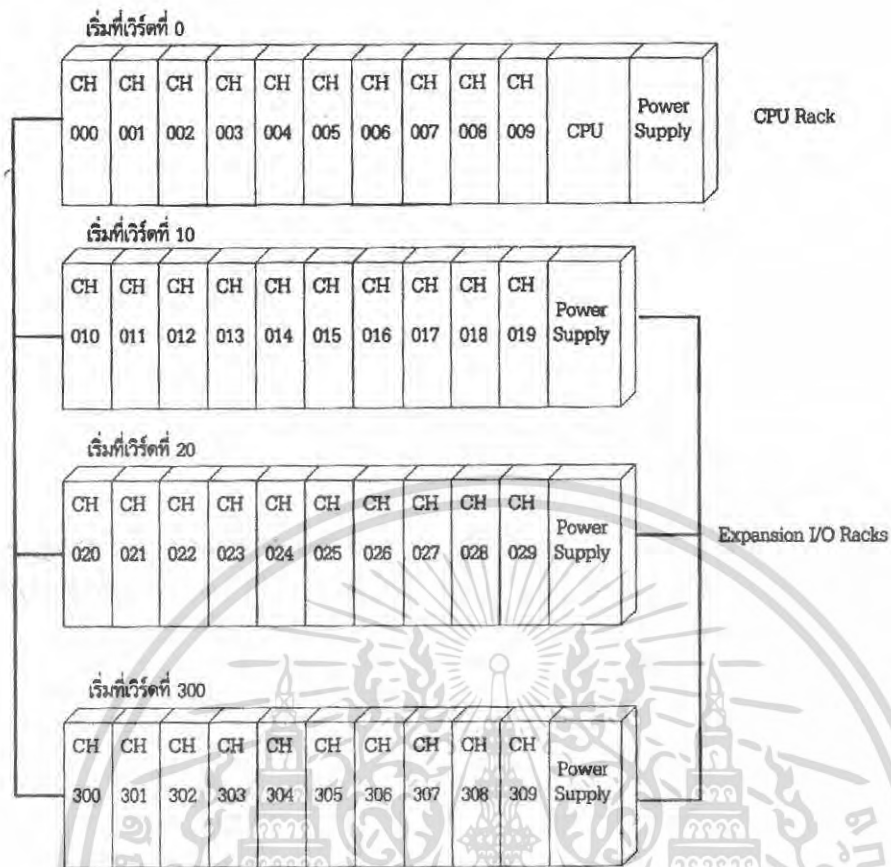 เริ่มที่เวิร์ดที่ 0
CH CH CH CH CH CH CH CH CH CH
000 001 002 003 004 005 006 007 008 009 CPU Power Supply
CPU Rack
เริ่มที่เวิร์ดที่ 10
CH CH CH CH CH CH CH CH CH CH
010 011 012 013 014 015 016 017 018 019 Power Supply
เริ่มที่เวิร์ดที่ 20
CH CH CH CH CH CH CH CH CH CH
020 021 022 023 024 025 026 027 028 029 Power Supply
Expansion I/O Racks
เริ่มที่เวิร์ดที่ 300
CH CH CH CH CH CH CH CH CH CH
300 301 302 303 304 305 306 307 308 309 Power Supply